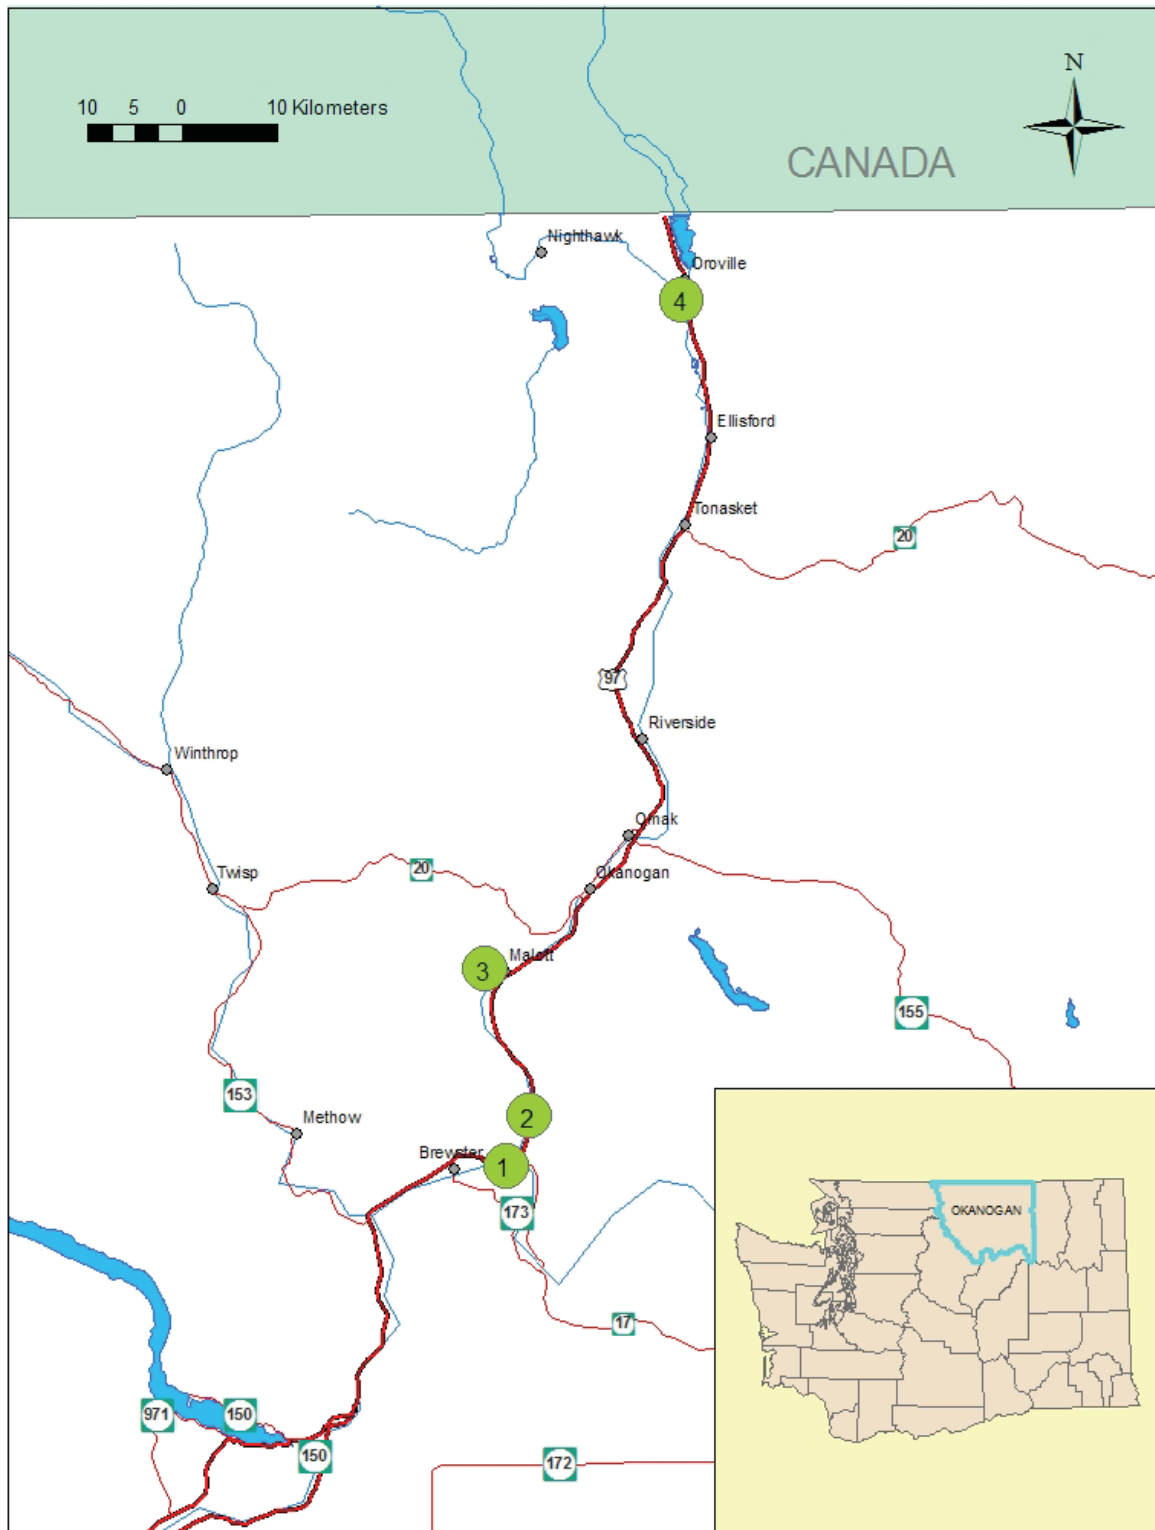 N
10 5 0 10 Kilometers
CANADA
Nighthawk
Oroville
4
Ellisford
Tonasket
20
97
Riverside
Winthrop
Omak
Twisp
20
Okanogan
Malott
3
155
153
Methow
2
Brewster
1
173
OKANOGAN
17
971
150
150
172